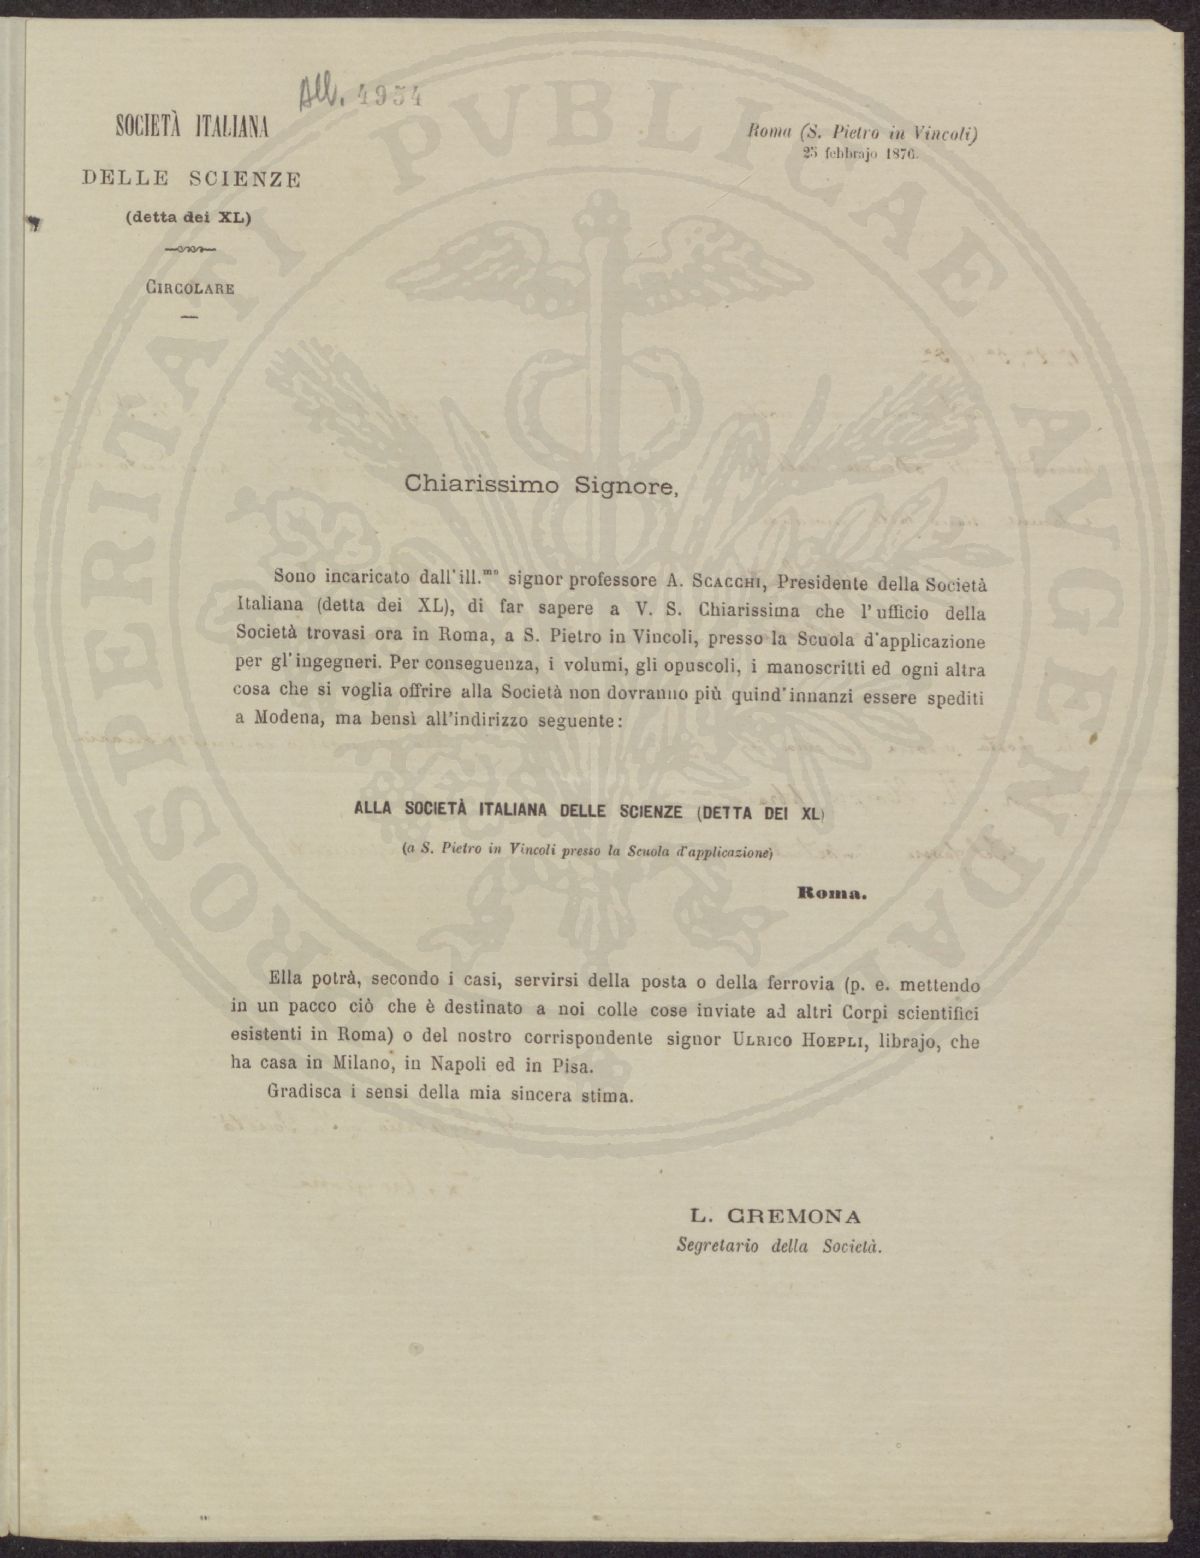 All. 4954
SOCIETÀ ITALIANA
DELLE SCIENZE
(detta dei XL)
CIRCOLARE
Roma (S. Pietro in Vincoli)
25 febbrajo 1876.
Chiarissimo Signore,
Sono incaricato dall'ill.mo signor professore A. SCACCHI, Presidente della Società
Italiana (detta dei XL), di far sapere a V. S. Chiarissima che l'ufficio della
Società trovasi ora in Roma, a S. Pietro in Vincoli, presso la Scuola d'applicazione
per gl'ingegneri. Per conseguenza, i volumi, gli opuscoli, i manoscritti ed ogni altra
cosa che si voglia offrire alla Società non dovranno più quind'innanzi essere spediti
a Modena, ma bensì all'indirizzo seguente:
ALLA SOCIETÀ ITALIANA DELLE SCIENZE (DETTA DEI XL)
(a S. Pietro in Vincoli presso la Scuola d'applicazione)
Roma.
Ella potrà, secondo i casi, servirsi della posta o della ferrovia (p. e. mettendo
in un pacco ciò che è destinato a noi colle cose inviate ad altri Corpi scientifici
esistenti in Roma) o del nostro corrispondente signor ULRICO HOEPLI, librajo, che
ha casa in Milano, in Napoli ed in Pisa.
Gradisca i sensi della mia sincera stima.
L. CREMONA
Segretario della Società.
PROSPERITATI PVBLICAE AVGENDAE